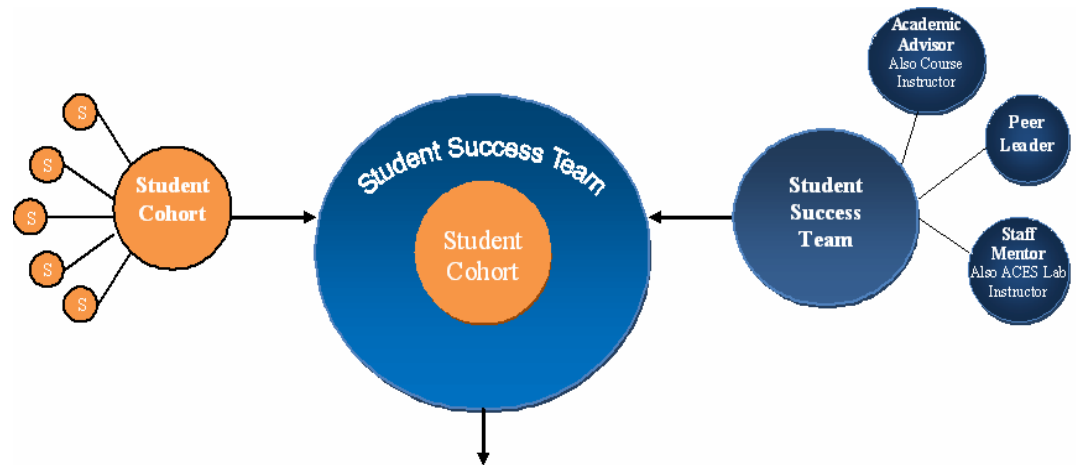 S
S
S
S
S
Student
Cohort
Student Success Team
Student
Cohort
Student
Success
Team
Academic
Advisor
Also Course
Instructor
Peer
Leader
Staff
Mentor
Also ACES Lab
Instructor